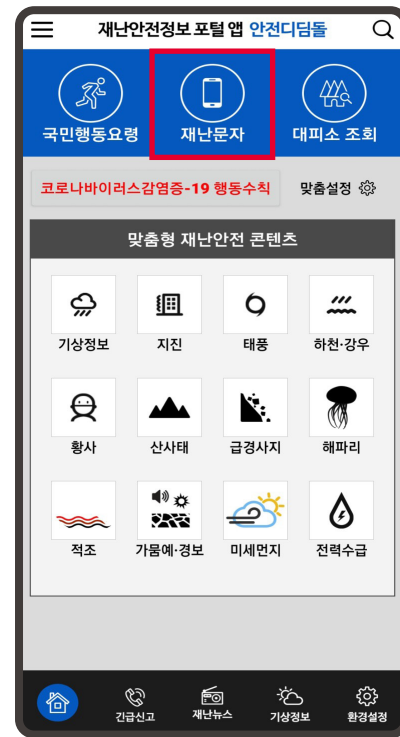 재난안전정보 포털 앱 안전디딤돌
국민행동요령 재난문자 대피소 조회
코로나바이러스감염증-19 행동수칙 맞춤설정
맞춤형 재난안전 콘텐츠
기상정보 지진 태풍 하천·강우
황사 산사태 급경사지 해파리
적조 가뭄예·경보 미세먼지 전력수급
긴급신고 재난뉴스 기상정보 환경설정